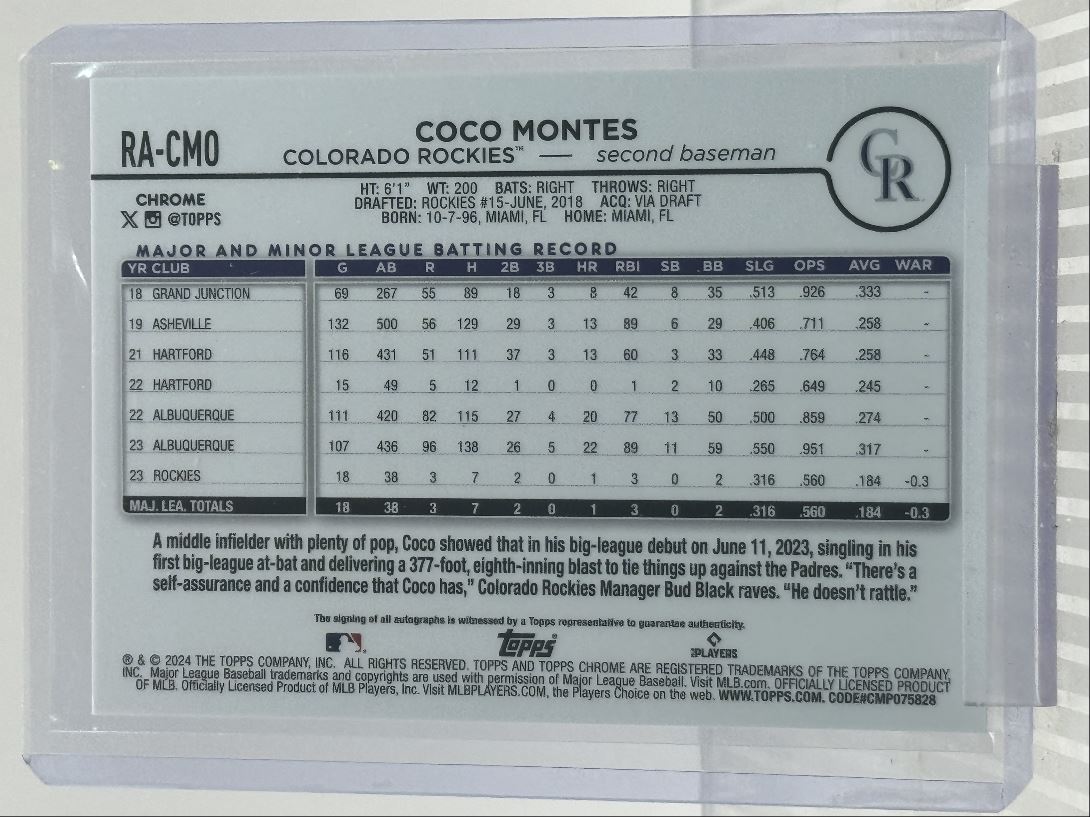 RA-CMO
COCO MONTES
COLORADO ROCKIES™ — second baseman
CR
CHROME
X @TOPPS
HT: 6'1" WT: 200 BATS: RIGHT THROWS: RIGHT
DRAFTED: ROCKIES #15-JUNE, 2018 ACQ: VIA DRAFT
BORN: 10-7-96, MIAMI, FL HOME: MIAMI, FL
MAJOR AND MINOR LEAGUE BATTING RECORD
YR CLUB G AB R H 2B 3B HR RBI SB BB SLG OPS AVG WAR
18 GRAND JUNCTION 69 267 55 89 18 3 8 42 8 35 .513 .926 .333 -
19 ASHEVILLE 132 500 56 129 29 3 13 89 6 29 .406 .711 .258 -
21 HARTFORD 116 431 51 111 37 3 13 60 3 33 .448 .764 .258 -
22 HARTFORD 15 49 5 12 1 0 0 1 2 10 .265 .649 .245 -
22 ALBUQUERQUE 111 420 82 115 27 4 20 77 13 50 .500 .859 .274 -
23 ALBUQUERQUE 107 436 96 138 26 5 22 89 11 59 .550 .951 .317 -
23 ROCKIES 18 38 3 7 2 0 1 3 0 2 .316 .560 .184 -0.3
MAJ. LEA. TOTALS 18 38 3 7 2 0 1 3 0 2 .316 .560 .184 -0.3
A middle infielder with plenty of pop, Coco showed that in his big-league debut on June 11, 2023, singling in his
first big-league at-bat and delivering a 377-foot, eighth-inning blast to tie things up against the Padres. “There’s a
self-assurance and a confidence that Coco has,” Colorado Rockies Manager Bud Black raves. “He doesn’t rattle.”
The signing of all autographs is witnessed by a Topps representative to guarantee authenticity.
Topps
PLAYERS
® & © 2024 THE TOPPS COMPANY, INC. ALL RIGHTS RESERVED. TOPPS AND TOPPS CHROME ARE REGISTERED TRADEMARKS OF THE TOPPS COMPANY,
INC. Major League Baseball trademarks and copyrights are used with permission of Major League Baseball. Visit MLB.com. OFFICIALLY LICENSED PRODUCT
OF MLB. Officially Licensed Product of MLB Players, Inc. Visit MLBPLAYERS.COM, the Players Choice on the web. WWW.TOPPS.COM. CODE#CMP075828